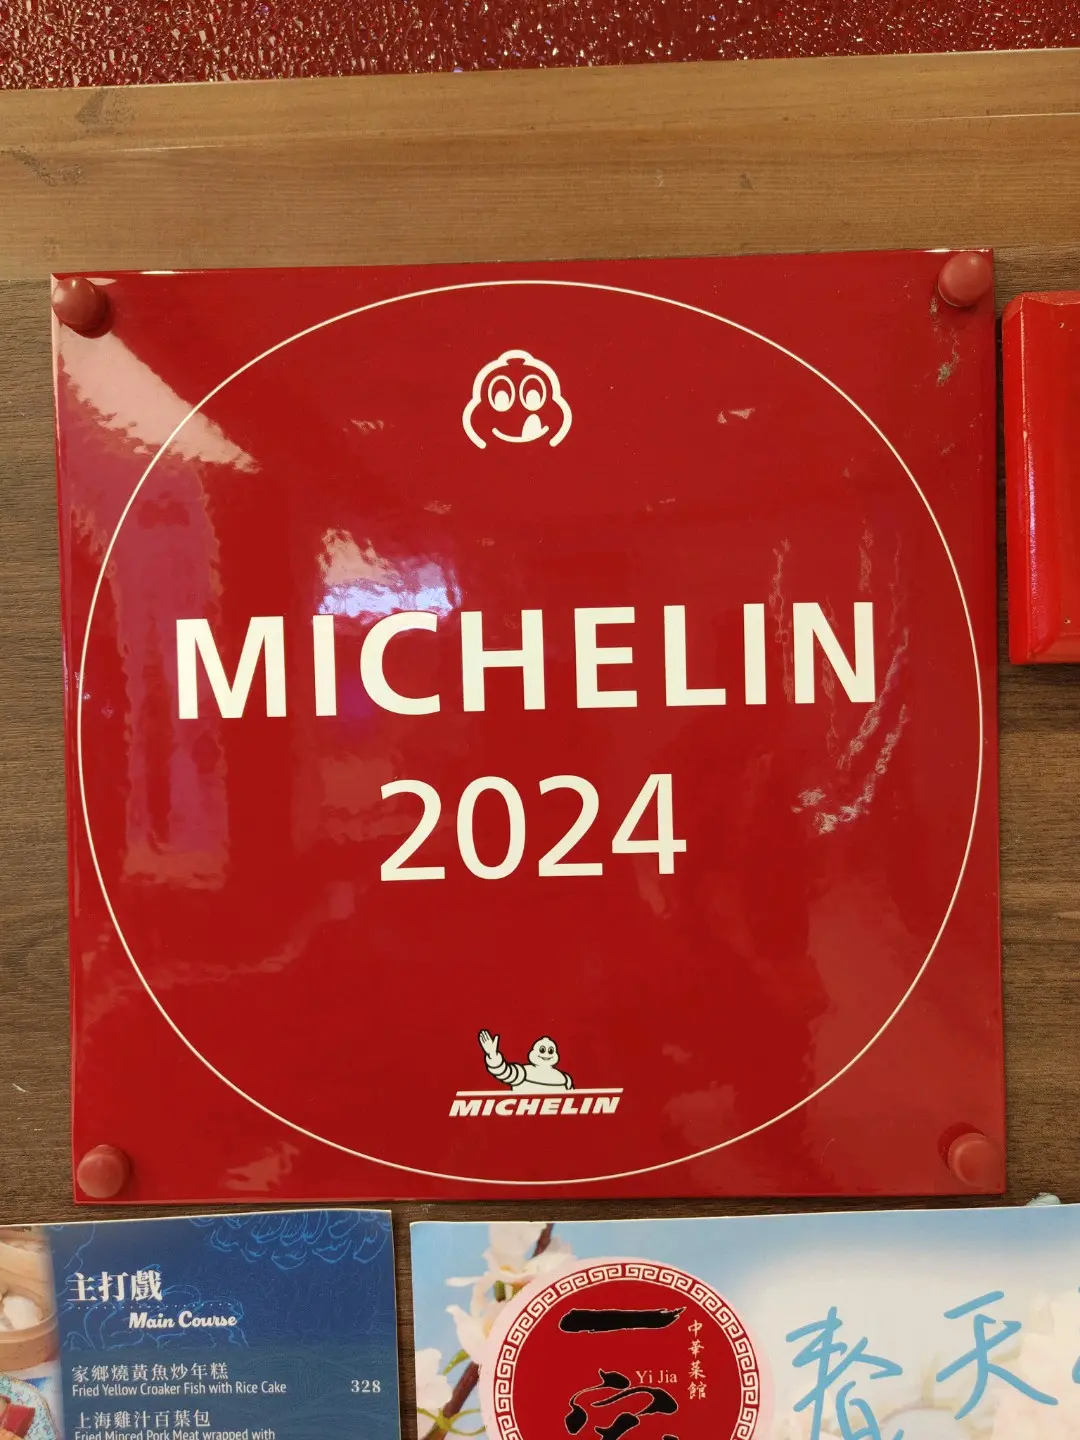 MICHELIN
2024
MICHELIN
主打戲
Main Course
家鄉燒黃魚炒年糕
Fried Yellow Croaker Fish with Rice Cake 328
上海雞汁百葉包
Fried Minced Pork Meat wrapped with
一家
Yi Jia
中華菜館
春天